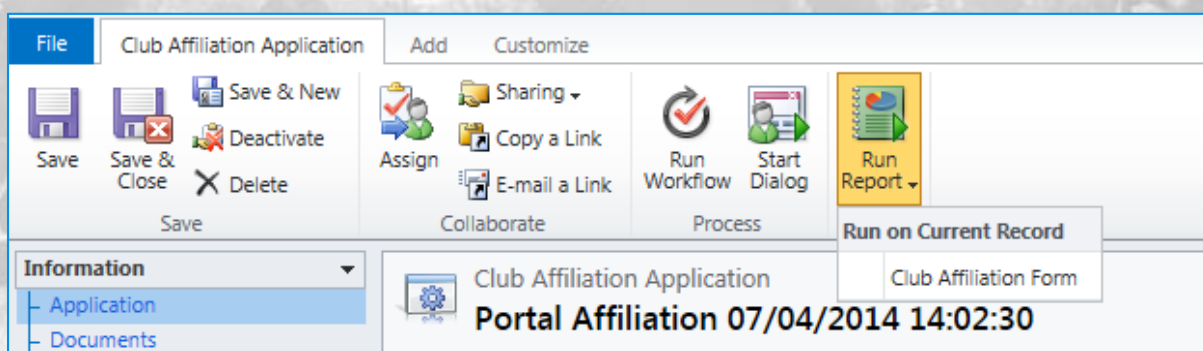 File Club Affiliation Application Add Customize
Save
Save & Close
Save & New
Deactivate
Delete
Save
Assign
Sharing
Copy a Link
E-mail a Link
Collaborate
Run Workflow
Start Dialog
Process
Run Report
Run on Current Record
Club Affiliation Form
Information
Application
Documents
Club Affiliation Application
Portal Affiliation 07/04/2014 14:02:30